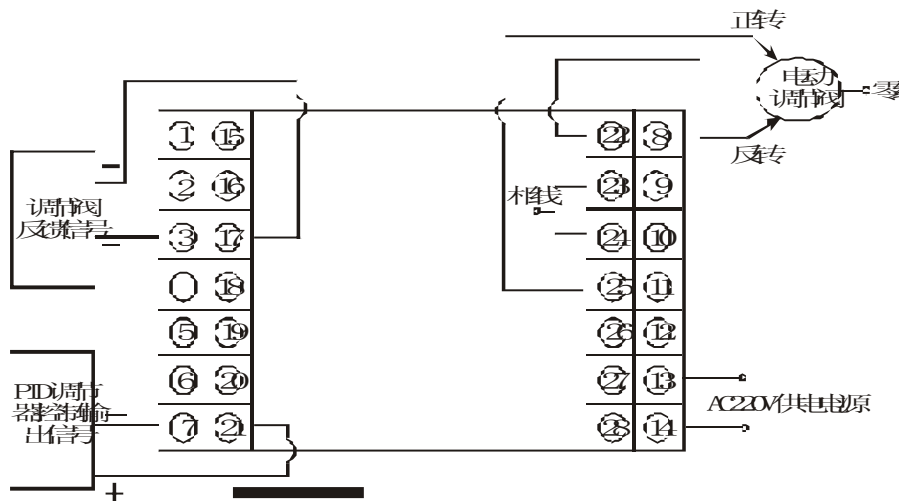 正转
电动
调节阀
零
反转
① ⑮
② ⑯
③ ⑰
⑱
⑤ ⑲
⑥ ⑳
⑦ ㉑
㉒ ⑧
㉓ ⑨
㉔ ⑩
㉕ ⑪
㉖ ⑫
㉗ ⑬
㉘ ⑭
相线
调节阀
反馈信号
PID调节
器控制输
出信号
AC220V供电电源
+